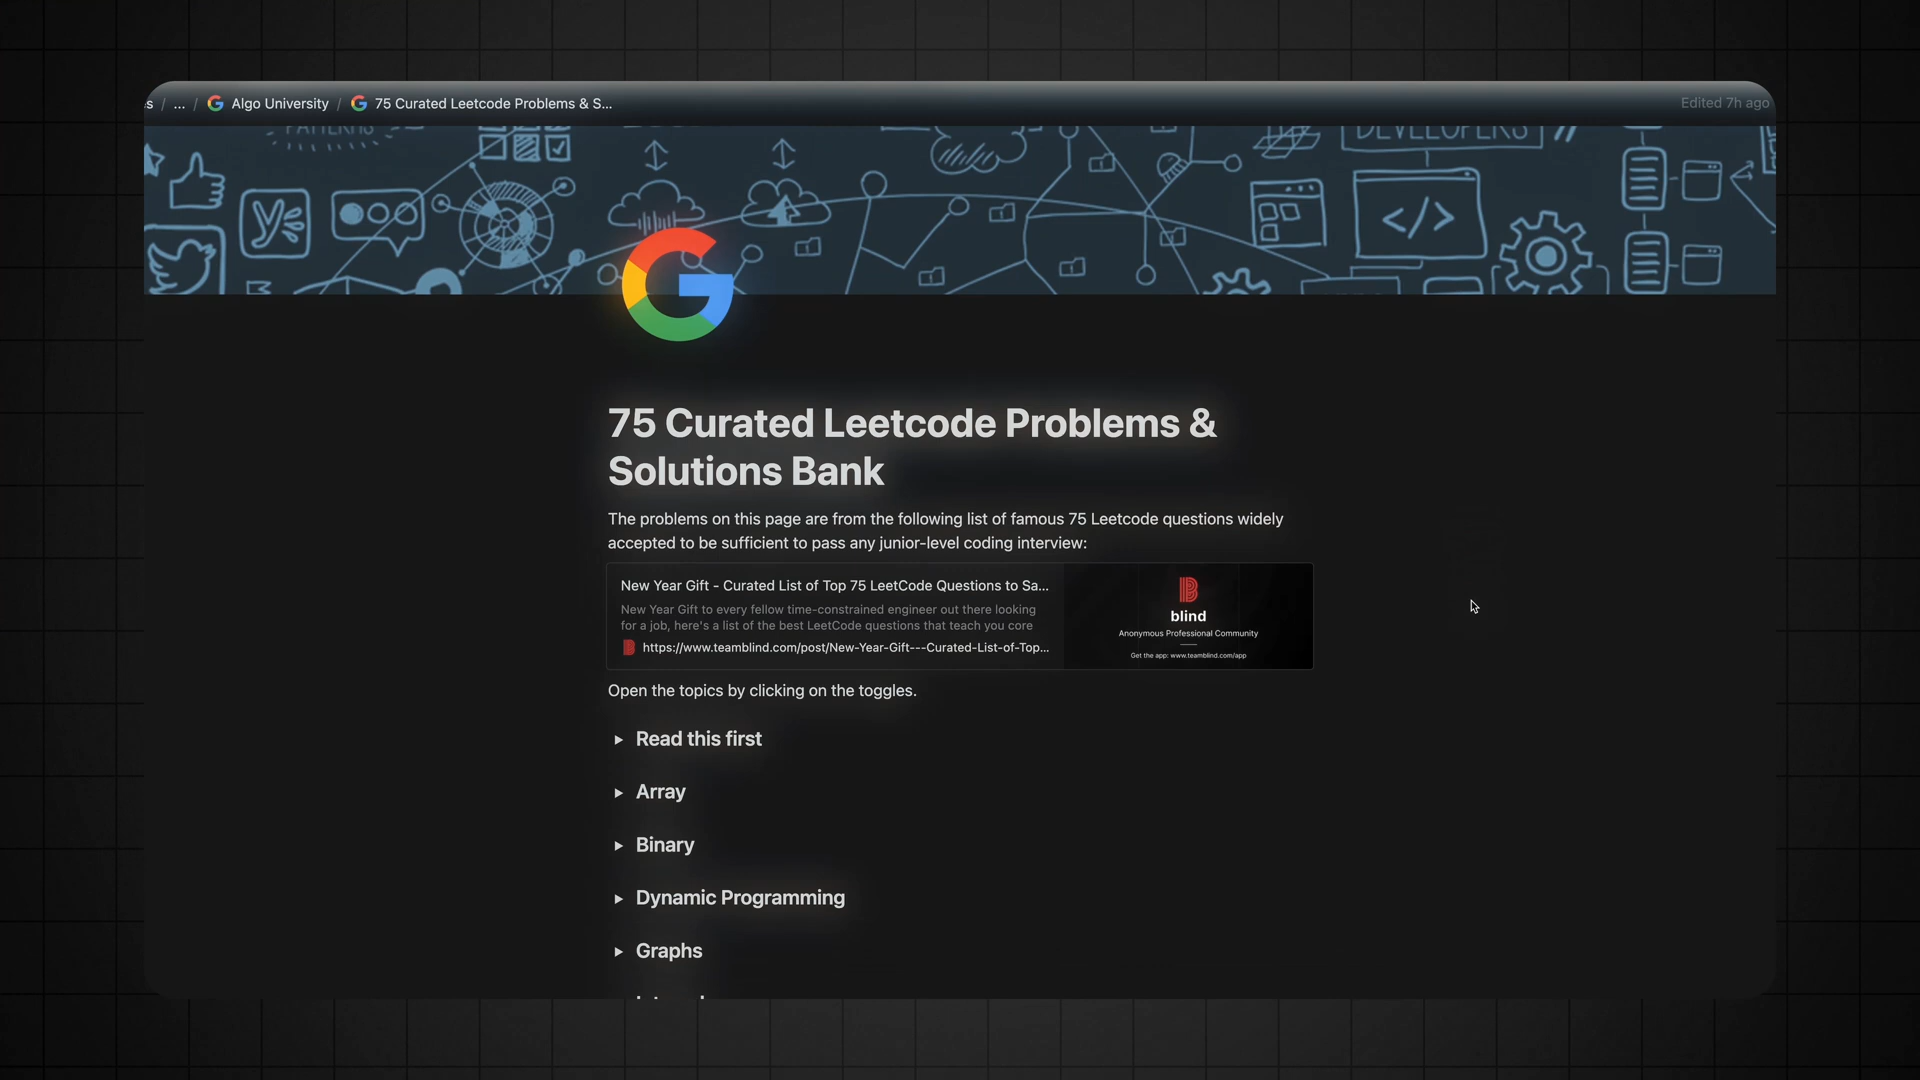 s / ... / Algo University / 75 Curated Leetcode Problems & S...
Edited 7h ago
PATTERNS
DEVELOPERS
</>
75 Curated Leetcode Problems &
Solutions Bank
The problems on this page are from the following list of famous 75 Leetcode questions widely
accepted to be sufficient to pass any junior-level coding interview:
New Year Gift - Curated List of Top 75 LeetCode Questions to Sa...
New Year Gift to every fellow time-constrained engineer out there looking
for a job, here's a list of the best LeetCode questions that teach you core
https://www.teamblind.com/post/New-Year-Gift---Curated-List-of-Top...
blind
Anonymous Professional Community
Get the app: www.teamblind.com/app
Open the topics by clicking on the toggles.
Read this first
Array
Binary
Dynamic Programming
Graphs